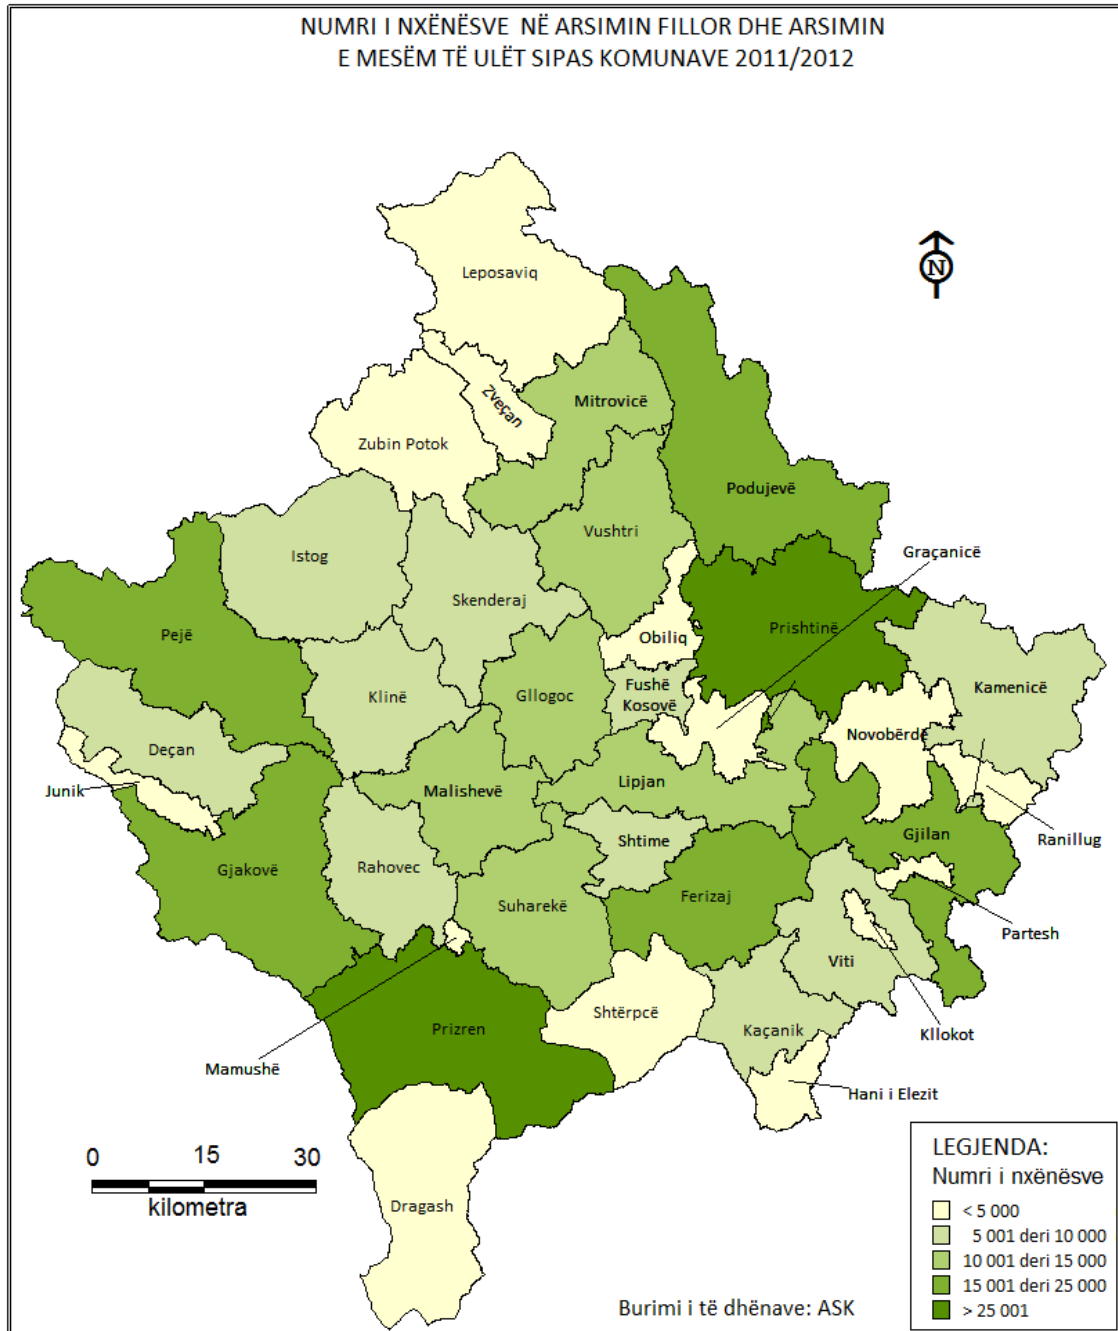 NUMRI I NXËNËSVE NË ARSIMIN FILLOR DHE ARSIMIN
E MESËM TË ULËT SIPAS KOMUNAVE 2011/2012
N
Leposaviq
Zveçan
Mitrovicë
Zubin Potok
Podujevë
Vushtri
Graçanicë
Istog
Skenderaj
Prishtinë
Pejë
Obiliq
Fushë
Kosovë
Kamenicë
Klinë
Gllogoc
Novobërdë
Deçan
Junik
Malishevë
Lipjan
Ranillug
Shtime
Gjilan
Gjakovë
Rahovec
Suharekë
Ferizaj
Partesh
Viti
Shtërpcë
Prizren
Kaçanik
Kllokot
Mamushë
Hani i Elezit
Dragash
0 15 30
kilometra
LEGJENDA:
Numri i nxënësve
< 5 000
5 001 deri 10 000
10 001 deri 15 000
15 001 deri 25 000
> 25 001
Burimi i të dhënave: ASK